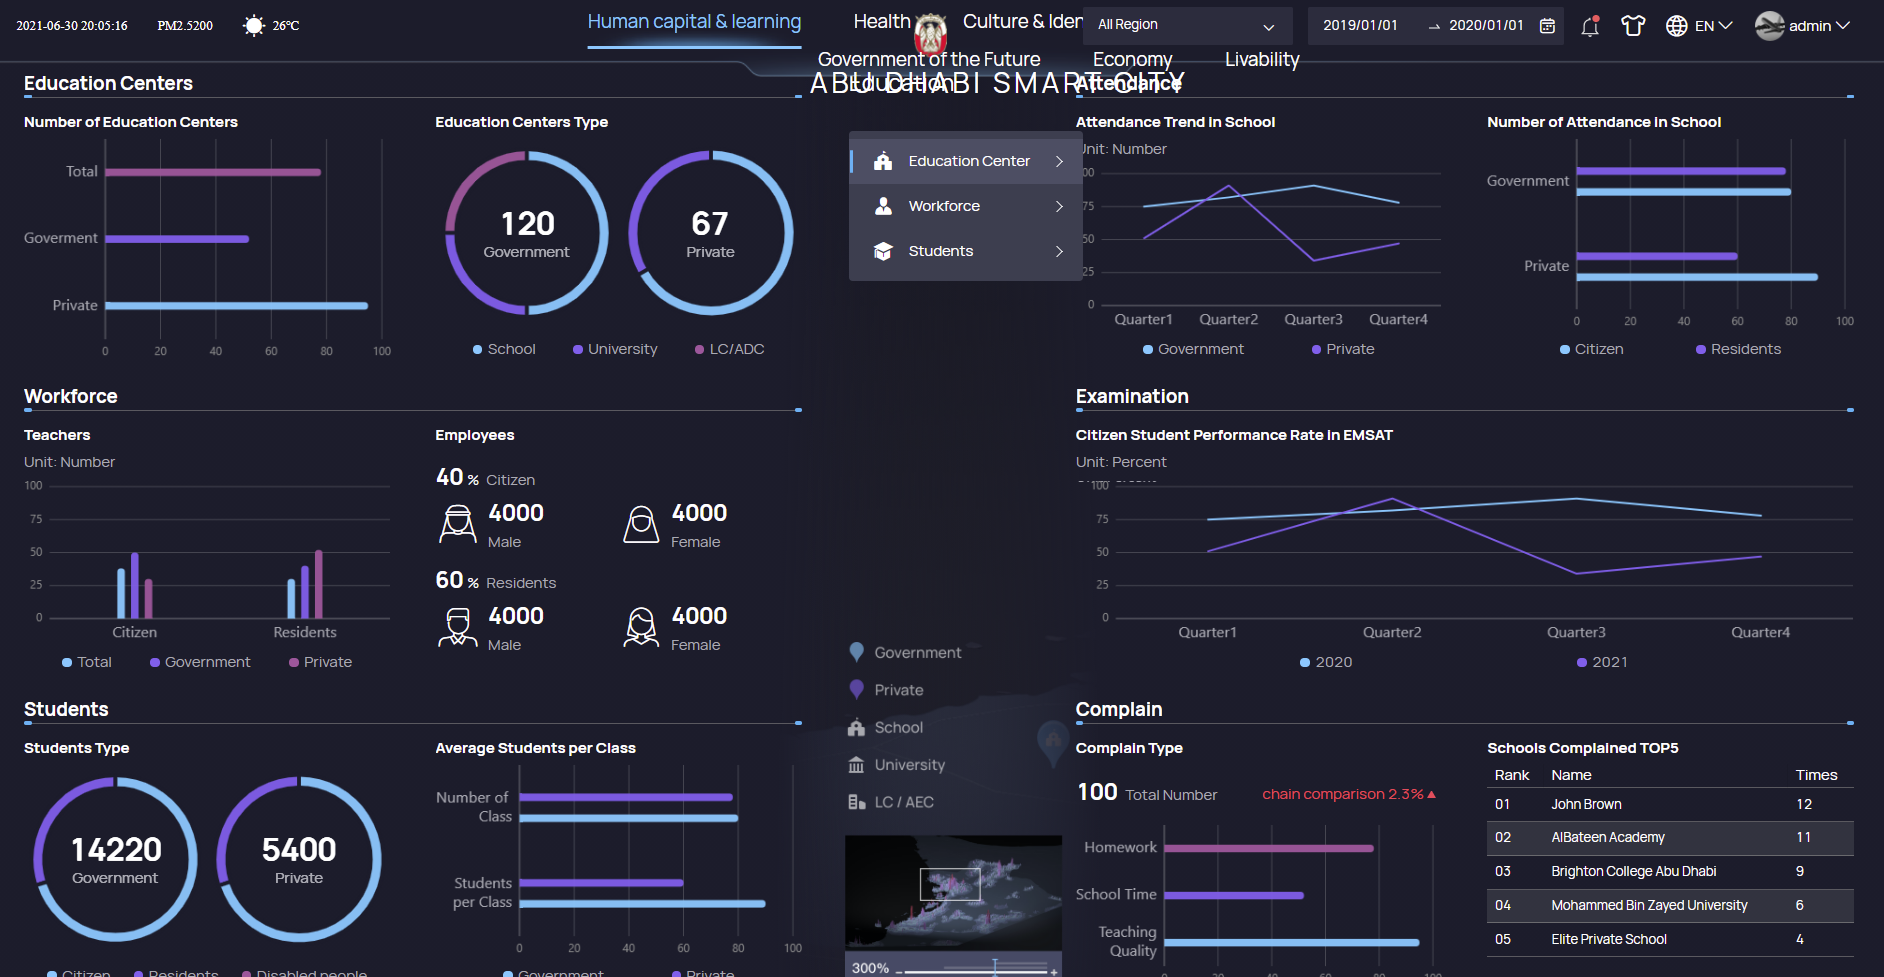 2021-06-30 20:05:16 PM2.5200 26℃
Human capital & learning Health Culture & Iden
All Region
2019/01/01 → 2020/01/01
EN admin
Government of the Future Economy Livability
ABU DHABI SMART CITY
Education
Education Centers
Number of Education Centers
Total
Goverment
Private
0 20 40 60 80 100
Education Centers Type
120
Government
67
Private
School University LC/ADC
Education Center
Workforce
Students
Attendance
Attendance Trend in School
Unit: Number
00
75
50
25
0
Quarter1 Quarter2 Quarter3 Quarter4
Government Private
Number of Attendance in School
Government
Private
0 20 40 60 80 100
Citizen Residents
Workforce
Teachers
Unit: Number
100
75
50
25
0
Citizen Residents
Total Government Private
Employees
40 % Citizen
4000 4000
Male Female
60 % Residents
4000 4000
Male Female
Examination
Citizen Student Performance Rate in EMSAT
Unit: Percent
100
75
50
25
0
Quarter1 Quarter2 Quarter3 Quarter4
2020 2021
Government
Private
School
University
LC / AEC
300% - +
Students
Students Type
14220
Government
5400
Private
Citizen Residents Disabled people
Average Students per Class
Number of
Class
Students
per Class
0 20 40 60 80 100
Government Private
Complain
Complain Type
100 Total Number chain comparison 2.3%▲
Homework
School Time
Teaching
Quality
0 20 40 60 80 100
Schools Complained TOP5
Rank Name Times
01 John Brown 12
02 AlBateen Academy 11
03 Brighton College Abu Dhabi 9
04 Mohammed Bin Zayed University 6
05 Elite Private School 4